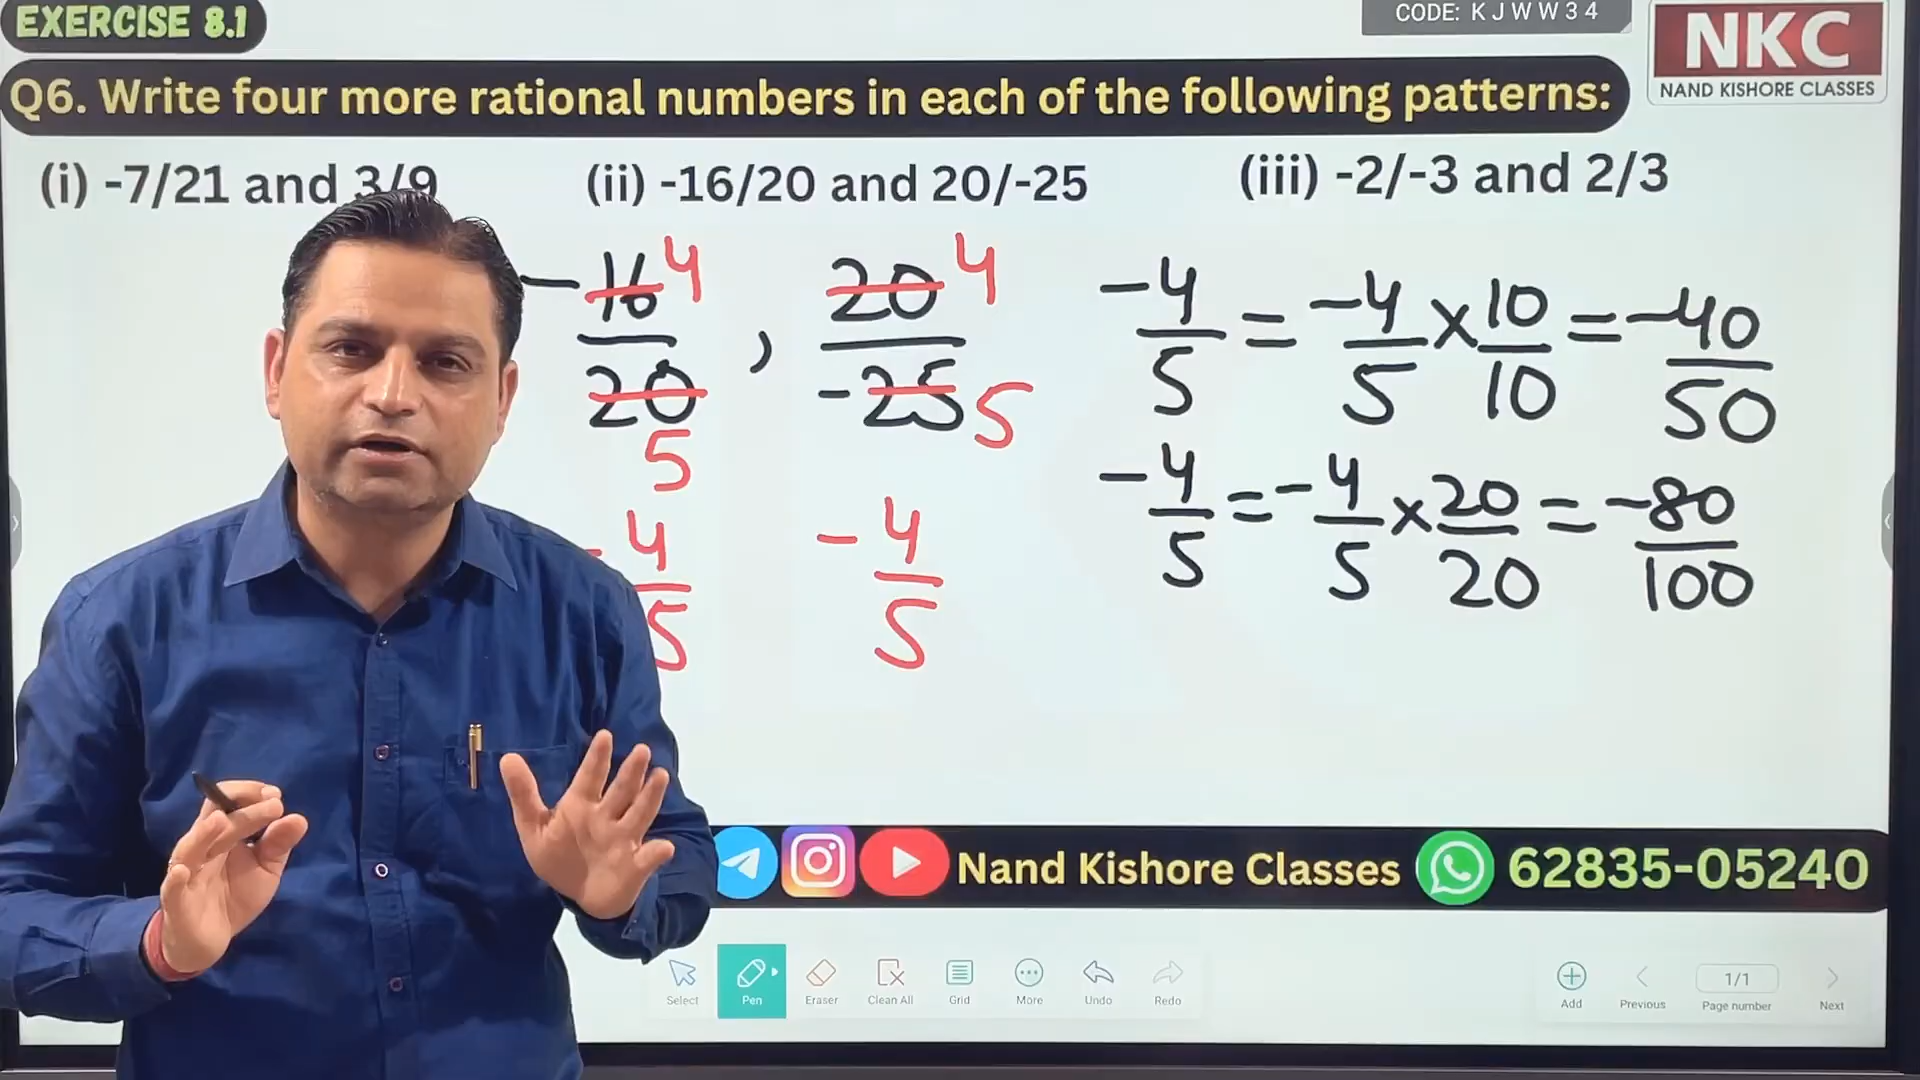 EXERCISE 8.1
CODE: K J W W 3 4
NKC
NAND KISHORE CLASSES
Q6. Write four more rational numbers in each of the following patterns:
(i) -7/21 and 3/9
(ii) -16/20 and 20/-25
(iii) -2/-3 and 2/3
-16/20 4/5 , 20/-25 4/5
-4/5 -4/5
-4/5 = -4/5 × 10/10 = -40/50
-4/5 = -4/5 × 20/20 = -80/100
Nand Kishore Classes 62835-05240
Select Pen Eraser Clean All Grid More Undo Redo
Add Previous 1/1 Page number Next